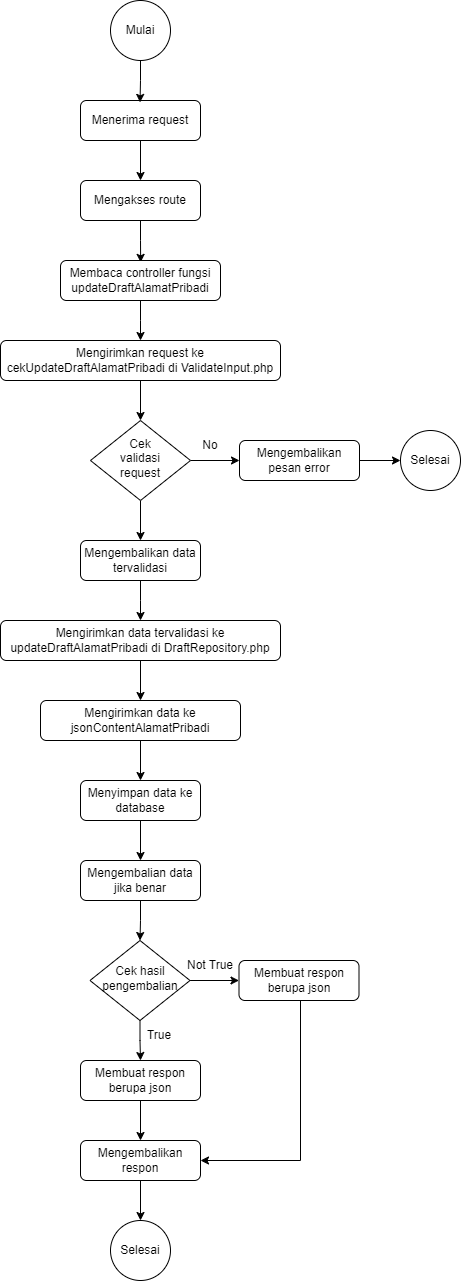 Mulai
Menerima request
Mengakses route
Membaca controller fungsi
updateDraftAlamatPribadi
Mengirimkan request ke
cekUpdateDraftAlamatPribadi di ValidateInput.php
Cek
validasi
request
No
Mengembalikan
pesan error
Selesai
Mengembalikan data
tervalidasi
Mengirimkan data tervalidasi ke
updateDraftAlamatPribadi di DraftRepository.php
Mengirimkan data ke
jsonContentAlamatPribadi
Menyimpan data ke
database
Mengembalian data
jika benar
Cek hasil
pengembalian
Not True
Membuat respon
berupa json
True
Membuat respon
berupa json
Mengembalikan
respon
Selesai